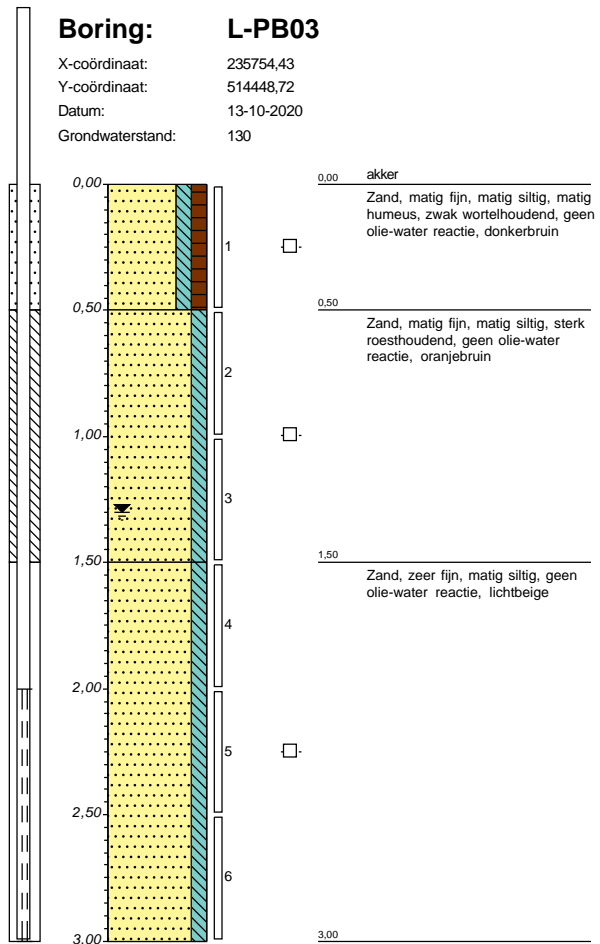 Boring: L-PB03
X-coördinaat: 235754,43
Y-coördinaat: 514448,72
Datum: 13-10-2020
Grondwaterstand: 130
0,00
0,50
1,00
1,50
2,00
2,50
3,00
1
2
3
4
5
6
0,00 akker
Zand, matig fijn, matig siltig, matig
humeus, zwak wortelhoudend, geen
olie-water reactie, donkerbruin
0,50
Zand, matig fijn, matig siltig, sterk
roesthoudend, geen olie-water
reactie, oranjebruin
1,50
Zand, zeer fijn, matig siltig, geen
olie-water reactie, lichtbeige
3,00